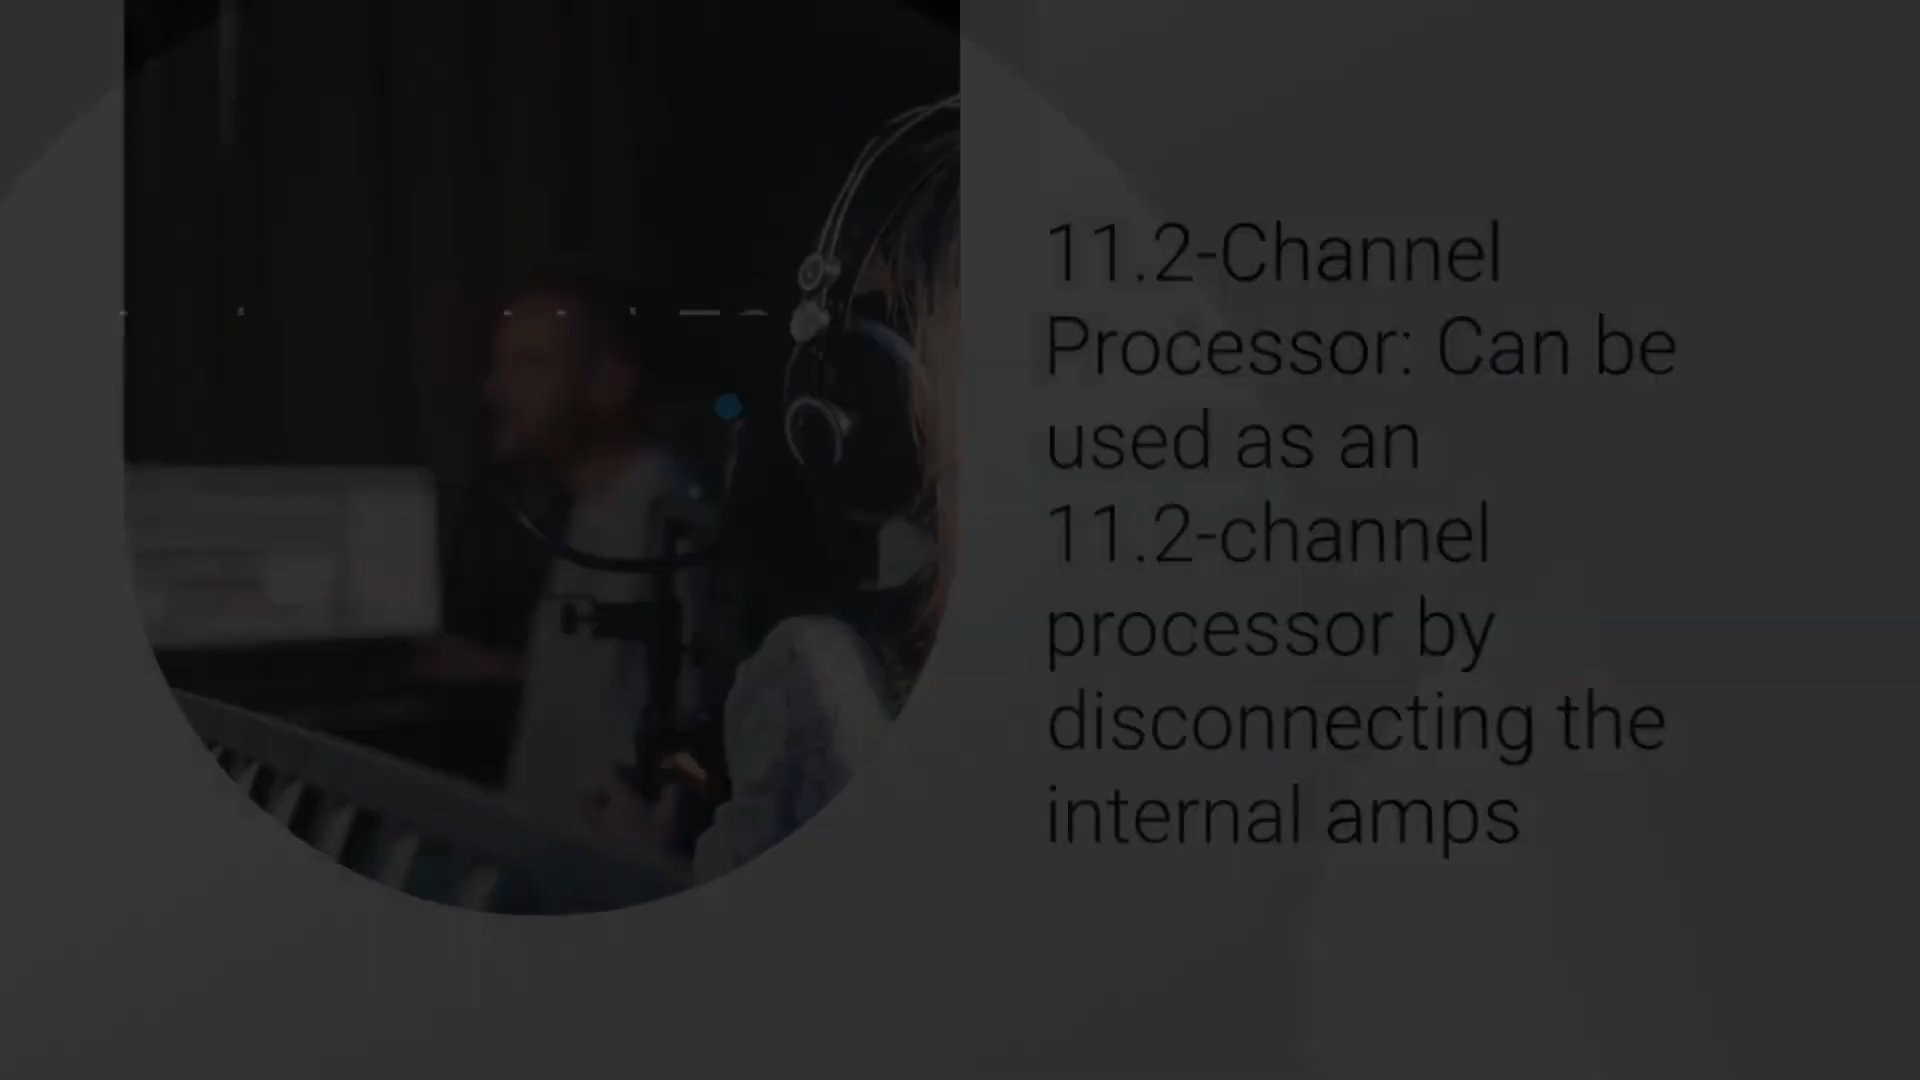 11.2-Channel
Processor: Can be
used as an
11.2-channel
processor by
disconnecting the
internal amps